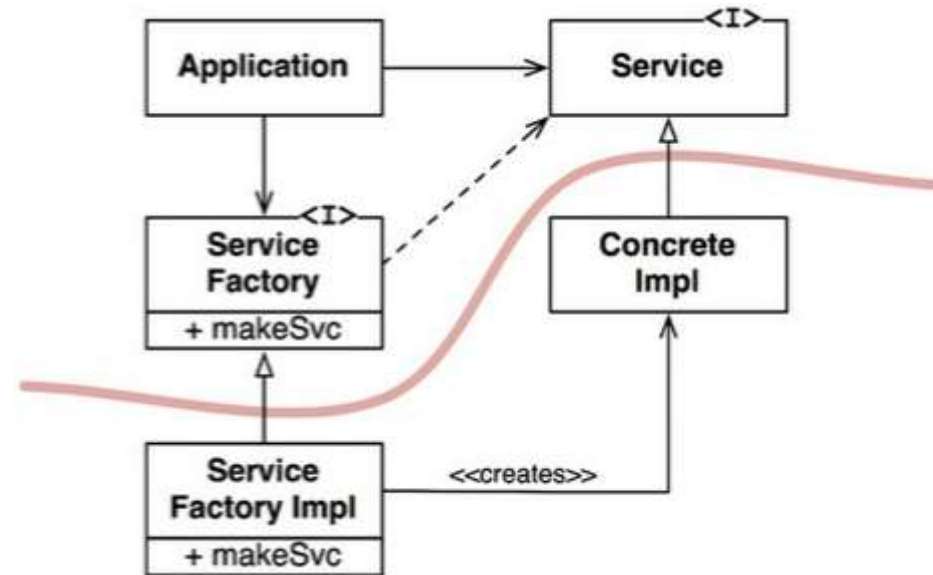 <I>
Application
Service
<I>
Service
Factory
+ makeSvc
Concrete
Impl
<<creates>>
Service
Factory Impl
+ makeSvc